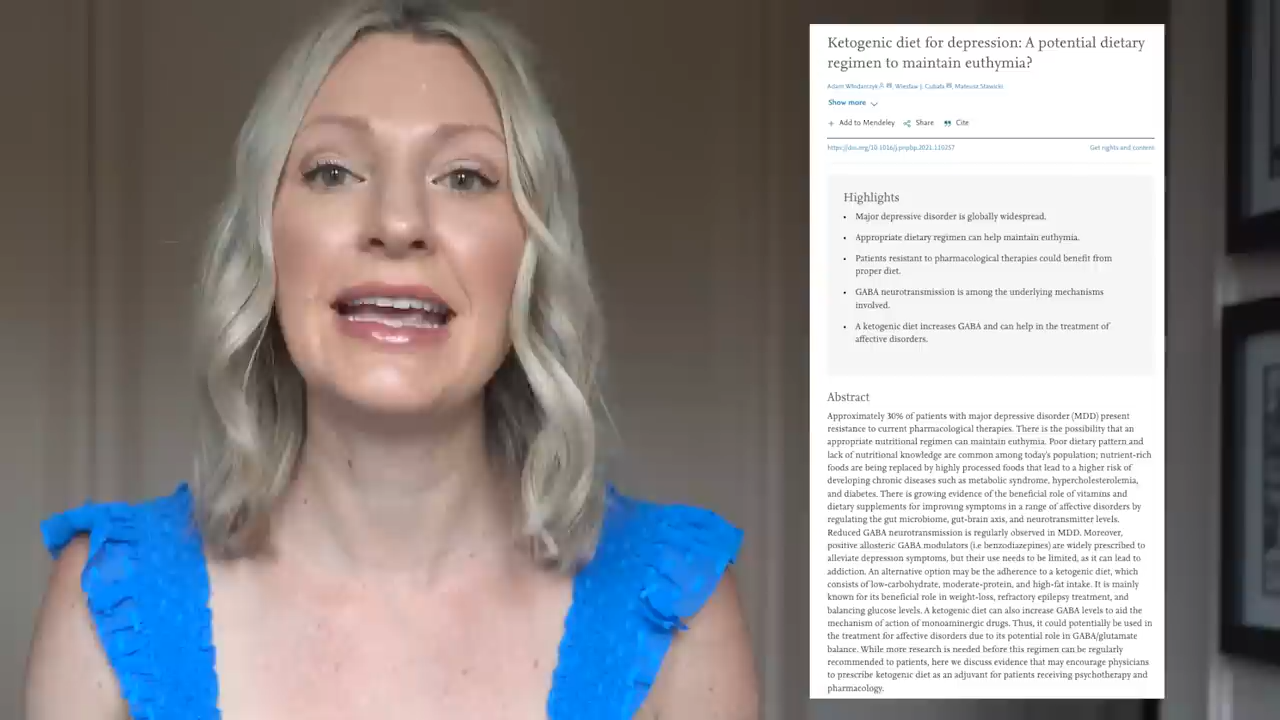 Ketogenic diet for depression: A potential dietary
regimen to maintain euthymia?
Adam Włodarczyk, Wiesław J. Cubała, Mateusz Stawicki
Show more
+ Add to Mendeley Share Cite
https://doi.org/10.1016/j.pnpbp.2021.110257 Get rights and content
Highlights
• Major depressive disorder is globally widespread.
• Appropriate dietary regimen can help maintain euthymia.
• Patients resistant to pharmacological therapies could benefit from
proper diet.
• GABA neurotransmission is among the underlying mechanisms
involved.
• A ketogenic diet increases GABA and can help in the treatment of
affective disorders.
Abstract
Approximately 30% of patients with major depressive disorder (MDD) present
resistance to current pharmacological therapies. There is the possibility that an
appropriate nutritional regimen can maintain euthymia. Poor dietary pattern and
lack of nutritional knowledge are common among today's population; nutrient-rich
foods are being replaced by highly processed foods that lead to a higher risk of
developing chronic diseases such as metabolic syndrome, hypercholesterolemia,
and diabetes. There is growing evidence of the beneficial role of vitamins and
dietary supplements for improving symptoms in a range of affective disorders by
regulating the gut microbiome, gut-brain axis, and neurotransmitter levels.
Reduced GABA neurotransmission is regularly observed in MDD. Moreover,
positive allosteric GABA modulators (i.e benzodiazepines) are widely prescribed to
alleviate depression symptoms, but their use needs to be limited, as it can lead to
addiction. An alternative option may be the adherence to a ketogenic diet, which
consists of low-carbohydrate, moderate-protein, and high-fat intake. It is mainly
known for its beneficial role in weight-loss, refractory epilepsy treatment, and
balancing glucose levels. A ketogenic diet can also increase GABA levels to aid the
mechanism of action of monoaminergic drugs. Thus, it could potentially be used in
the treatment for affective disorders due to its potential role in GABA/glutamate
balance. While more research is needed before this regimen can be regularly
recommended to patients, here we discuss evidence that may encourage physicians
to prescribe ketogenic diet as an adjuvant for patients receiving psychotherapy and
pharmacology.